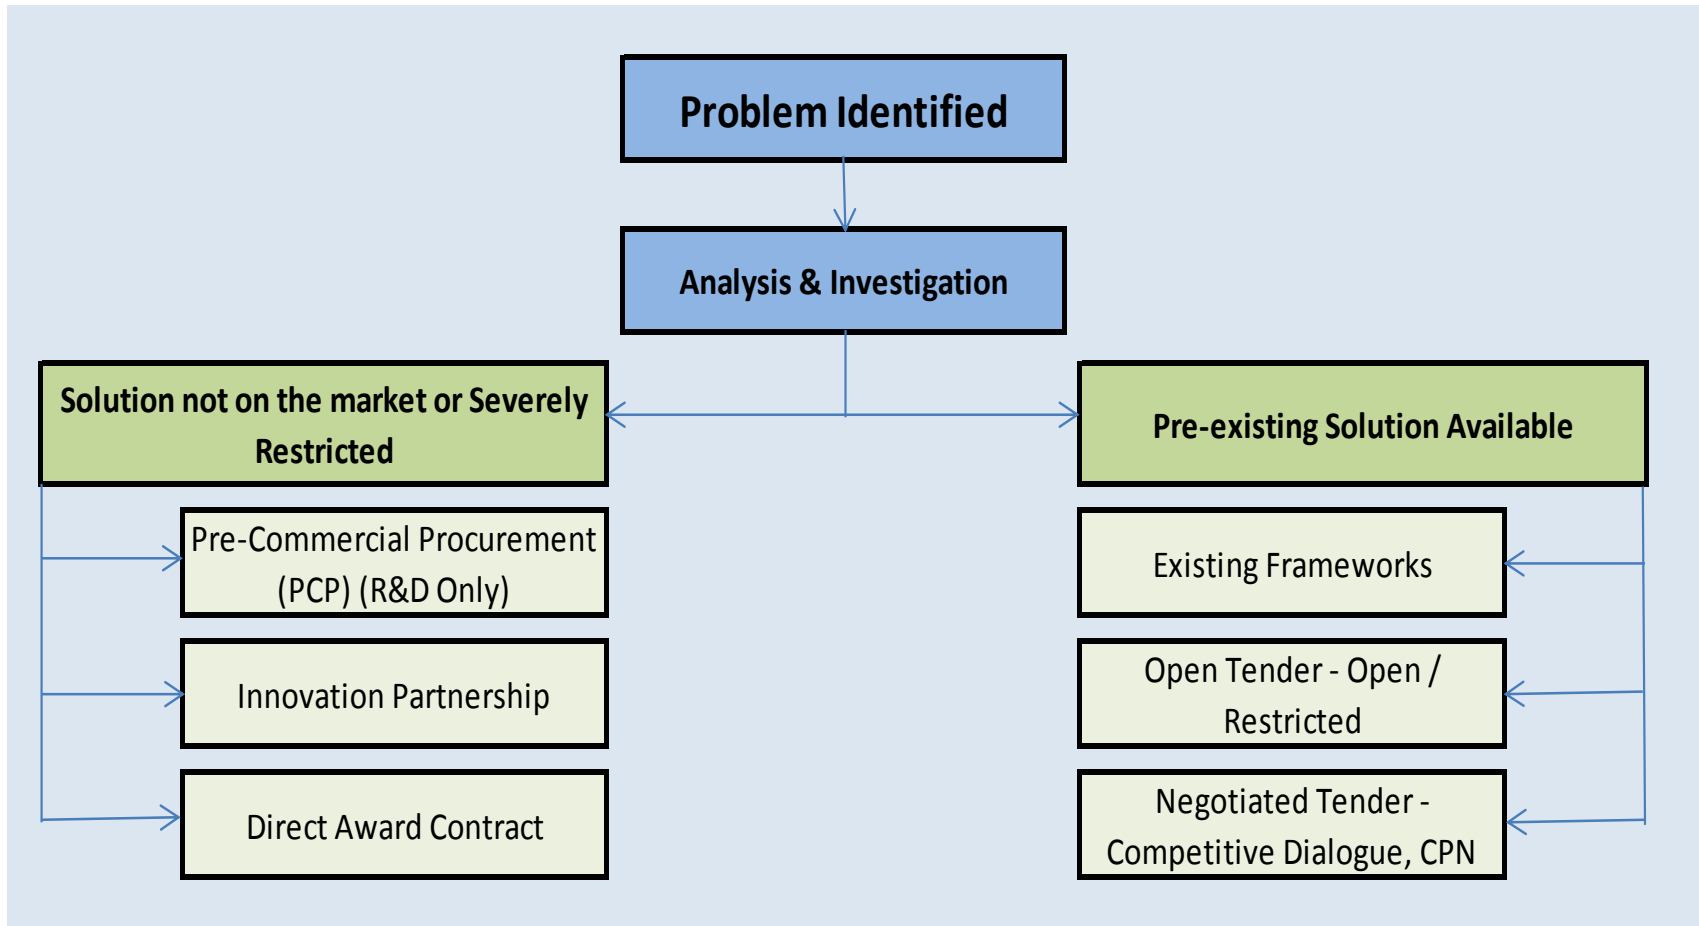 Problem Identified
Analysis & Investigation
Solution not on the market or Severely
Restricted
Pre-existing Solution Available
Pre-Commercial Procurement
(PCP) (R&D Only)
Innovation Partnership
Direct Award Contract
Existing Frameworks
Open Tender - Open /
Restricted
Negotiated Tender -
Competitive Dialogue, CPN